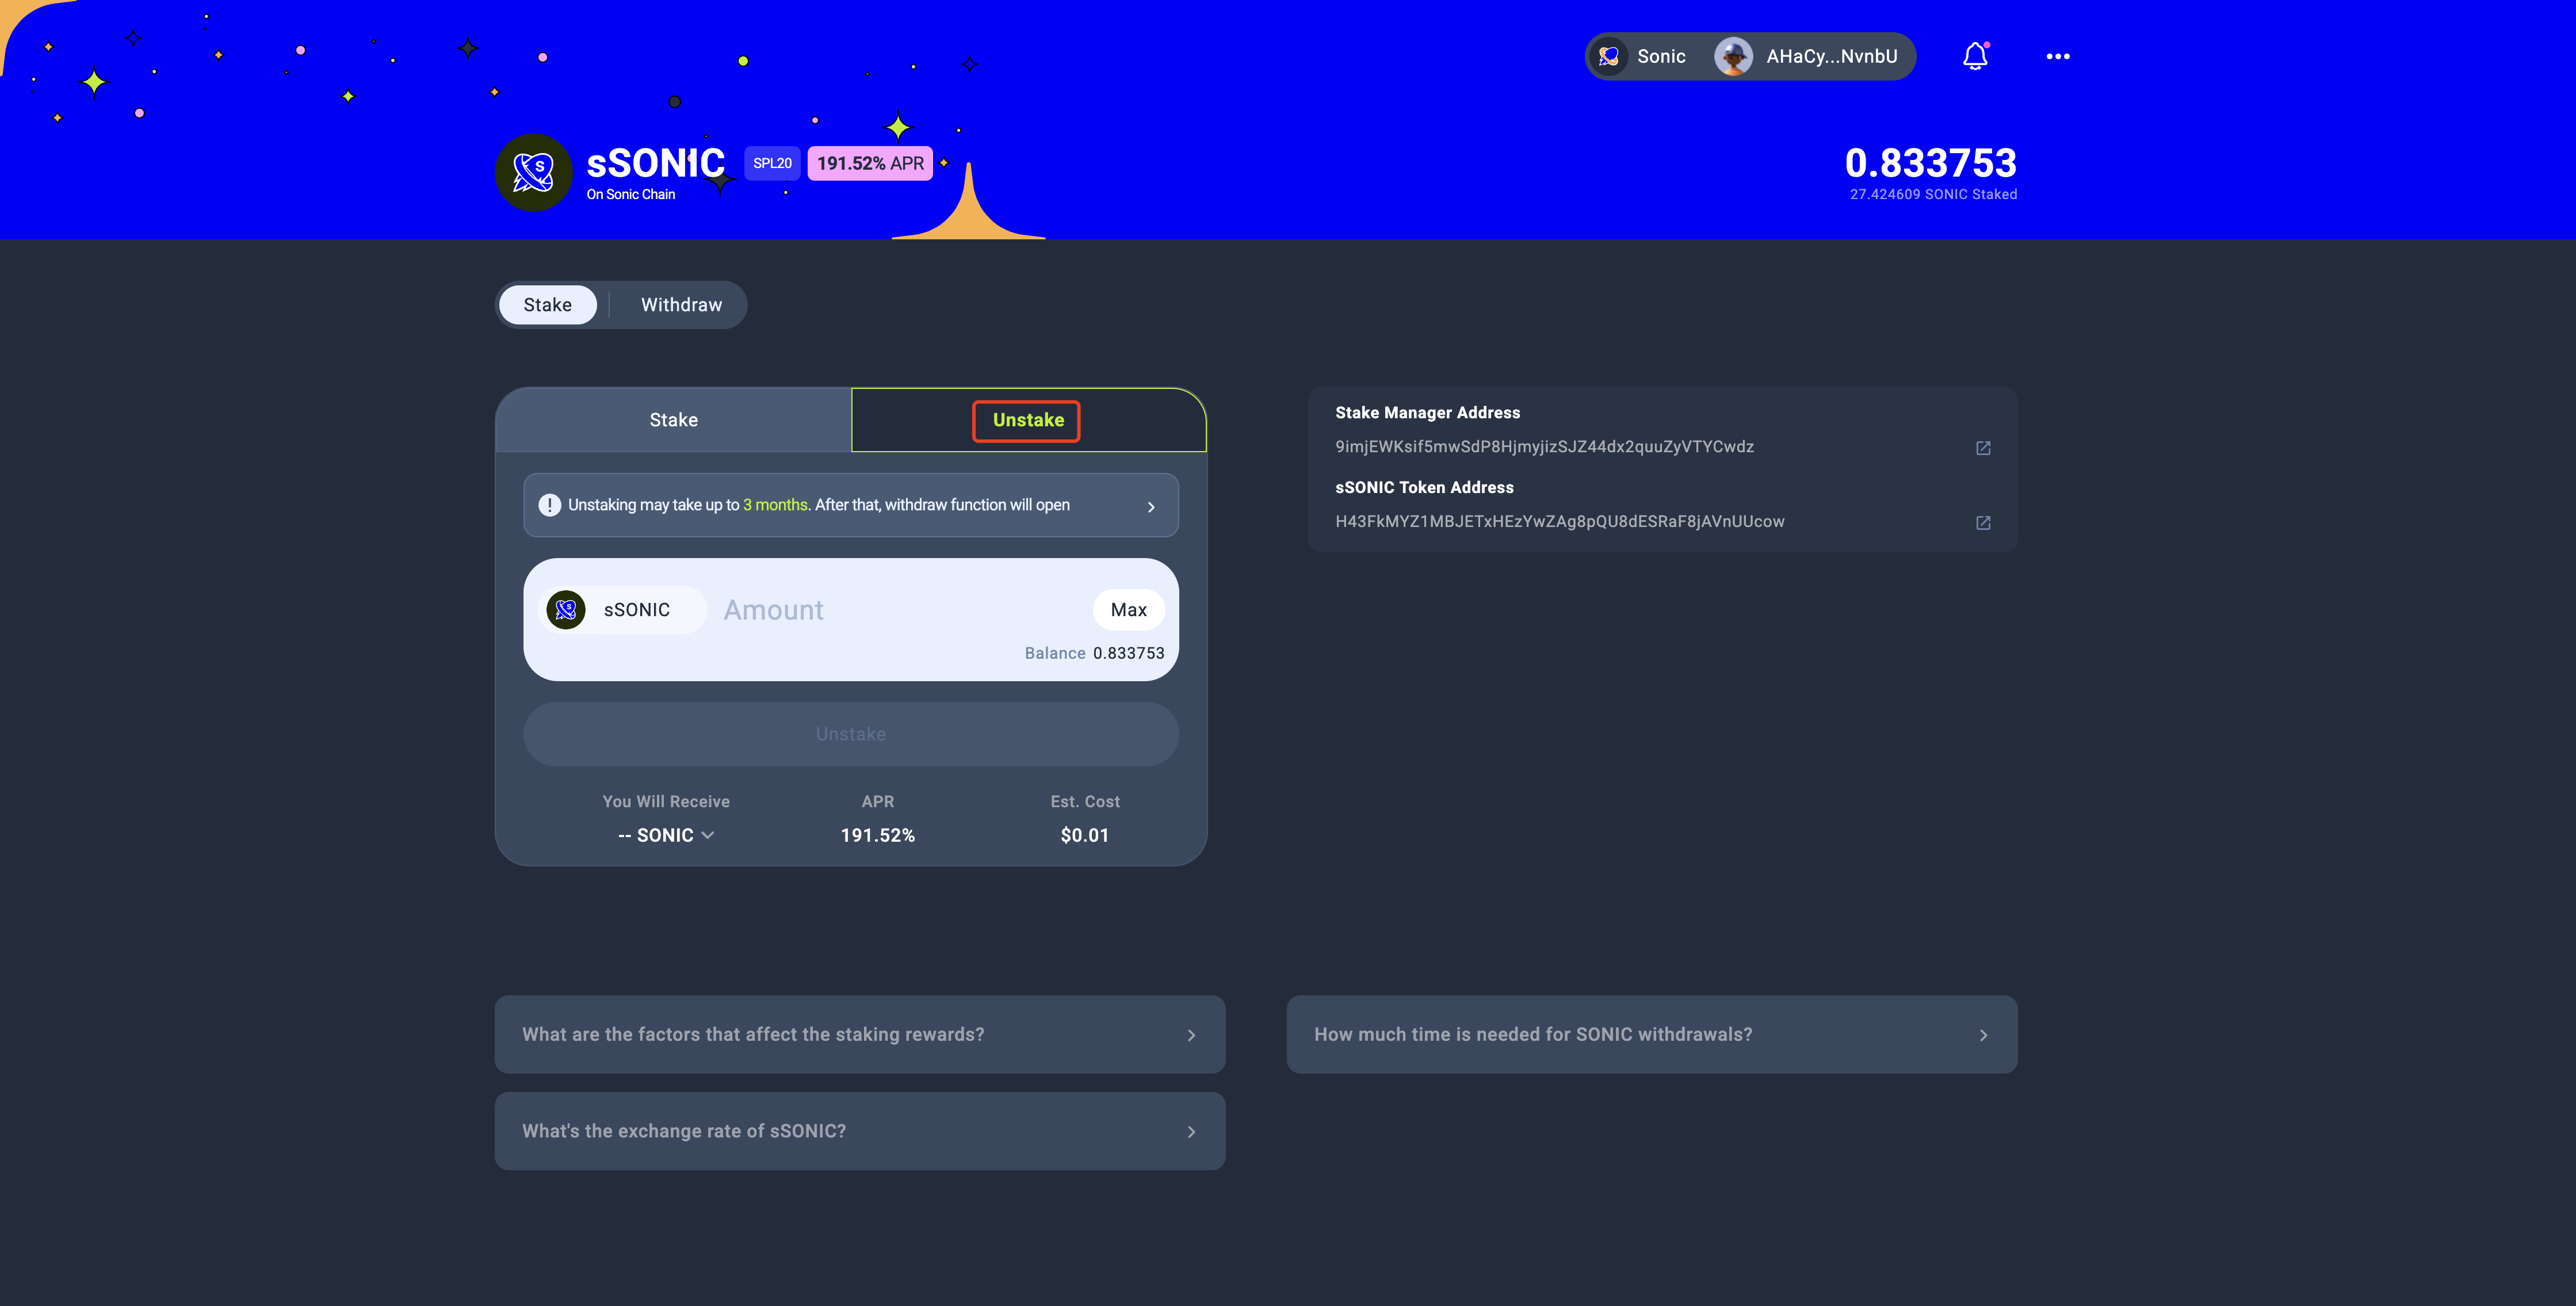 Sonic AHaCy...NvnbU
sSONIC SPL20 191.52% APR
On Sonic Chain
0.833753
27.424609 SONIC Staked
Stake Withdraw
Stake Unstake
Unstaking may take up to 3 months. After that, withdraw function will open
sSONIC Amount Max
Balance 0.833753
Unstake
You Will Receive APR Est. Cost
-- SONIC 191.52% $0.01
Stake Manager Address
9imjEWKsif5mwSdP8HjmyjizSJZ44dx2quuZyVTYCwdz
sSONIC Token Address
H43FkMYZ1MBJETxHEzYwZAg8pQU8dESRaF8jAVnUUcow
What are the factors that affect the staking rewards?
How much time is needed for SONIC withdrawals?
What's the exchange rate of sSONIC?